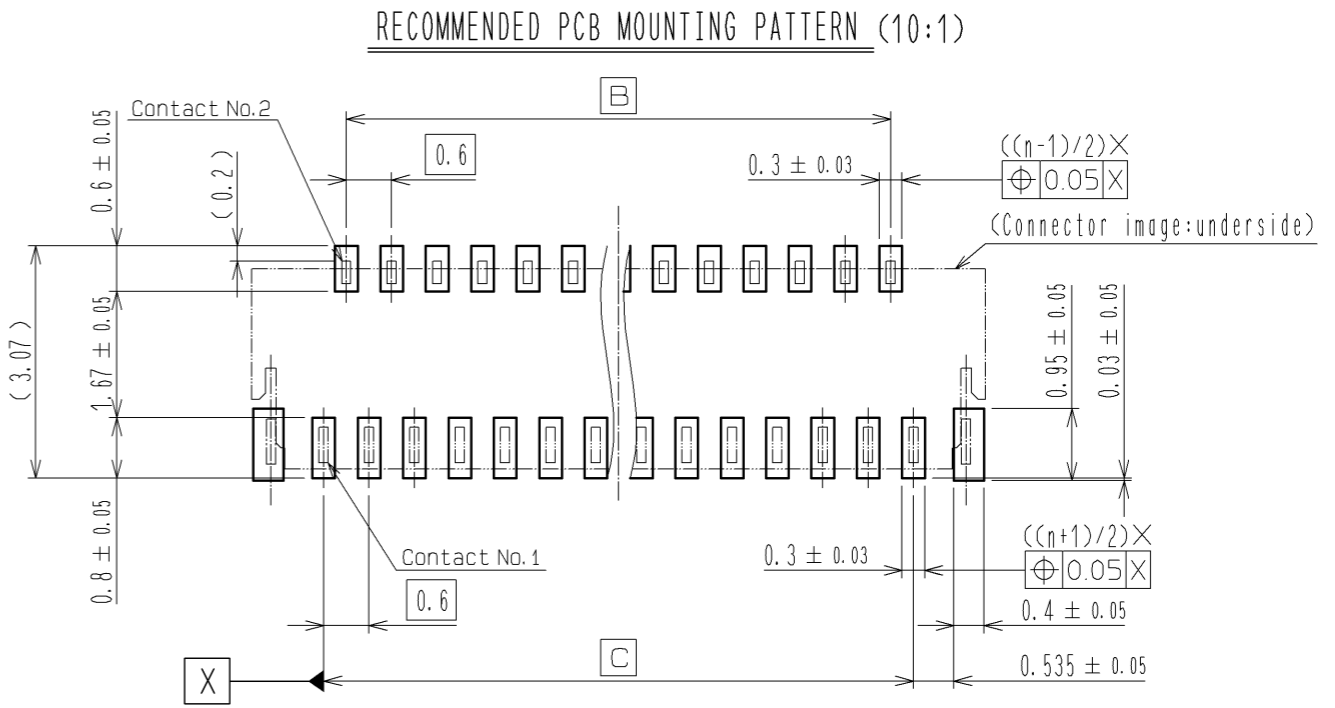 RECOMMENDED PCB MOUNTING PATTERN (10:1)
B
Contact No.2
0.6 ± 0.05
(0.2)
0.6
0.3 ± 0.03
((n-1)/2)X
⌖ 0.05 X
(Connector image:underside)
(3.07)
1.67 ± 0.05
0.95 ± 0.05
0.03 ± 0.05
0.8 ± 0.05
Contact No.1
0.6
0.3 ± 0.03
((n+1)/2)X
⌖ 0.05 X
0.4 ± 0.05
X
C
0.535 ± 0.05